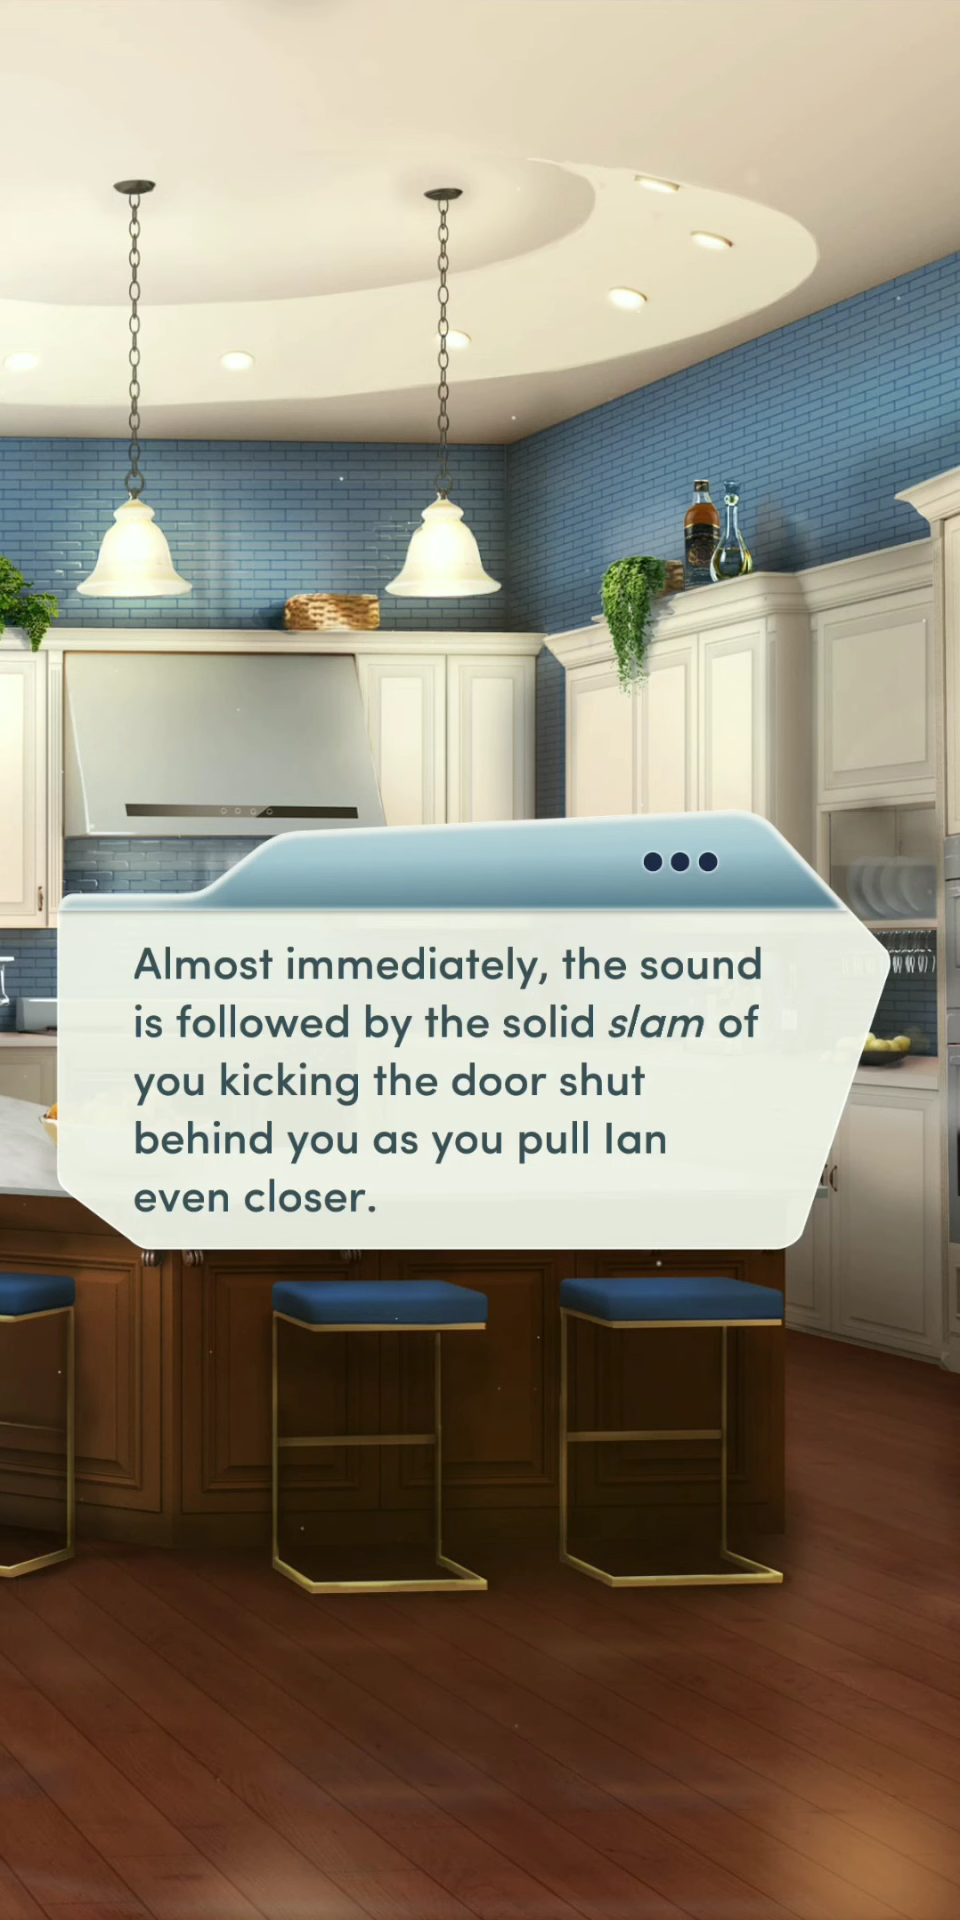 Almost immediately, the sound
is followed by the solid slam of
you kicking the door shut
behind you as you pull Ian
even closer.